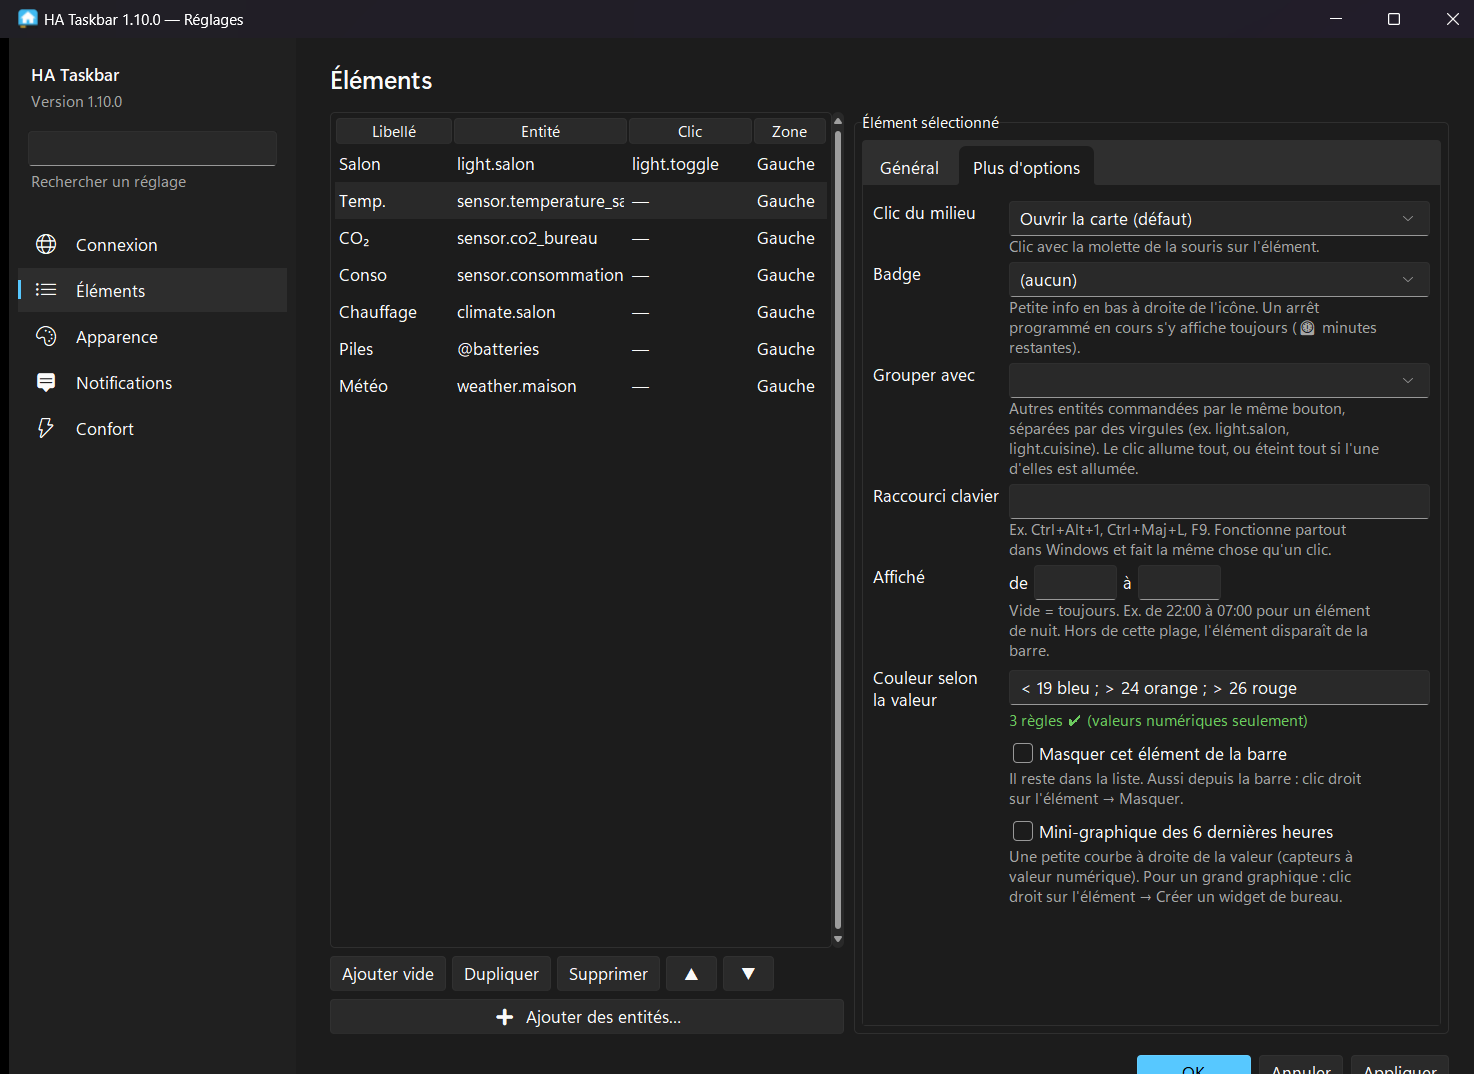 HA Taskbar 1.10.0 — Réglages
HA Taskbar
Version 1.10.0
Rechercher un réglage
Connexion
Éléments
Apparence
Notifications
Confort
Éléments
Libellé Entité Clic Zone
Salon light.salon light.toggle Gauche
Temp. sensor.temperature_sa — Gauche
CO₂ sensor.co2_bureau — Gauche
Conso sensor.consommation — Gauche
Chauffage climate.salon — Gauche
Piles @batteries — Gauche
Météo weather.maison — Gauche
Ajouter vide Dupliquer Supprimer ▲ ▼
+ Ajouter des entités...
Élément sélectionné
Général Plus d'options
Clic du milieu Ouvrir la carte (défaut)
Clic avec la molette de la souris sur l'élément.
Badge (aucun)
Petite info en bas à droite de l'icône. Un arrêt
programmé en cours s'y affiche toujours (⏲ minutes
restantes).
Grouper avec
Autres entités commandées par le même bouton,
séparées par des virgules (ex. light.salon,
light.cuisine). Le clic allume tout, ou éteint tout si l'une
d'elles est allumée.
Raccourci clavier
Ex. Ctrl+Alt+1, Ctrl+Maj+L, F9. Fonctionne partout
dans Windows et fait la même chose qu'un clic.
Affiché de à
Vide = toujours. Ex. de 22:00 à 07:00 pour un élément
de nuit. Hors de cette plage, l'élément disparaît de la
barre.
Couleur selon
la valeur
< 19 bleu ; > 24 orange ; > 26 rouge
3 règles ✔ (valeurs numériques seulement)
Masquer cet élément de la barre
Il reste dans la liste. Aussi depuis la barre : clic droit
sur l'élément → Masquer.
Mini-graphique des 6 dernières heures
Une petite courbe à droite de la valeur (capteurs à
valeur numérique). Pour un grand graphique : clic
droit sur l'élément → Créer un widget de bureau.
OK Annuler Appliquer